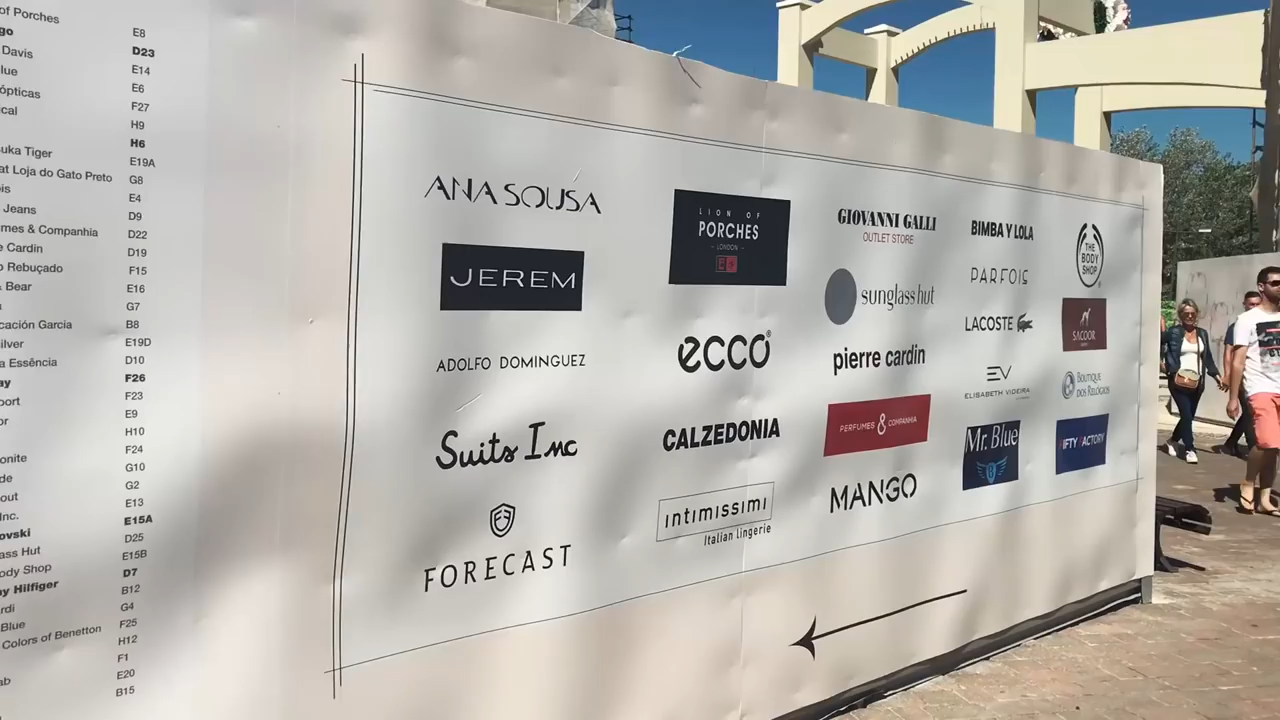 of Porches E8
go
Davis D23
lue E14
ópticas E6
ical F27
H9
H6
uka Tiger E19A
at Loja do Gato Preto G8
is E4
Jeans D9
mes & Companhia D22
e Cardin D19
o Rebuçado F15
& Bear E16
G7
cación García B8
ilver E19D
a Essência D10
ay F26
port F23
or E9
H10
onite F24
de G10
out G2
Inc. E13
ovski E15A
ass Hut D25
ody Shop E15B
y Hilfiger D7
rdi B12
Blue G4
Colors of Benetton F25
H12
ab F1
E20
B15
ANA SOUSA
JEREM
ADOLFO DOMINGUEZ
Suits Inc
FORECAST
LION OF
PORCHES
LONDON
ecco®
CALZEDONIA
intimissimi
Italian lingerie
GIOVANNI GALLI
OUTLET STORE
sunglass hut
pierre cardin
PERFUMES & COMPANHIA
MANGO
BIMBA Y LOLA
PARFOIS
LACOSTE
EV
ELISABETH VIDEIRA
Mr. Blue
B
THE
BODY
SHOP
SACOOR
BOUTIQUE
DOS RELÓGIOS
FIFTY FACTORY